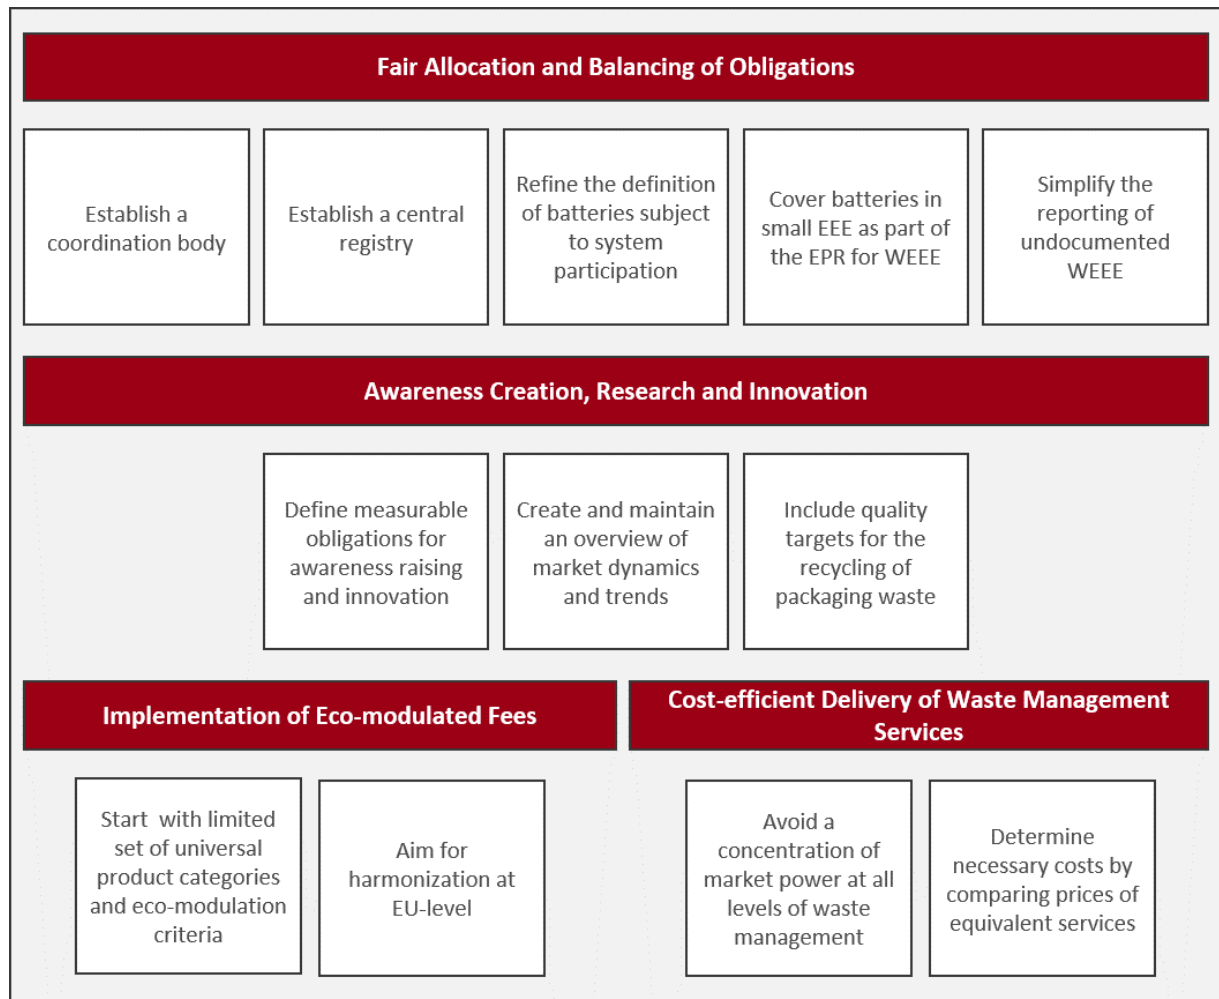 Fair Allocation and Balancing of Obligations
Establish a
coordination body
Establish a central
registry
Refine the definition
of batteries subject
to system
participation
Cover batteries in
small EEE as part of
the EPR for WEEE
Simplify the
reporting of
undocumented
WEEE
Awareness Creation, Research and Innovation
Define measurable
obligations for
awareness raising
and innovation
Create and maintain
an overview of
market dynamics
and trends
Include quality
targets for the
recycling of
packaging waste
Implementation of Eco-modulated Fees
Start  with limited
set of universal
product categories
and eco-modulation
criteria
Aim for
harmonization at
EU-level
Cost-efficient Delivery of Waste Management
Services
Avoid a
concentration of
market power at all
levels of waste
management
Determine
necessary costs by
comparing prices of
equivalent services